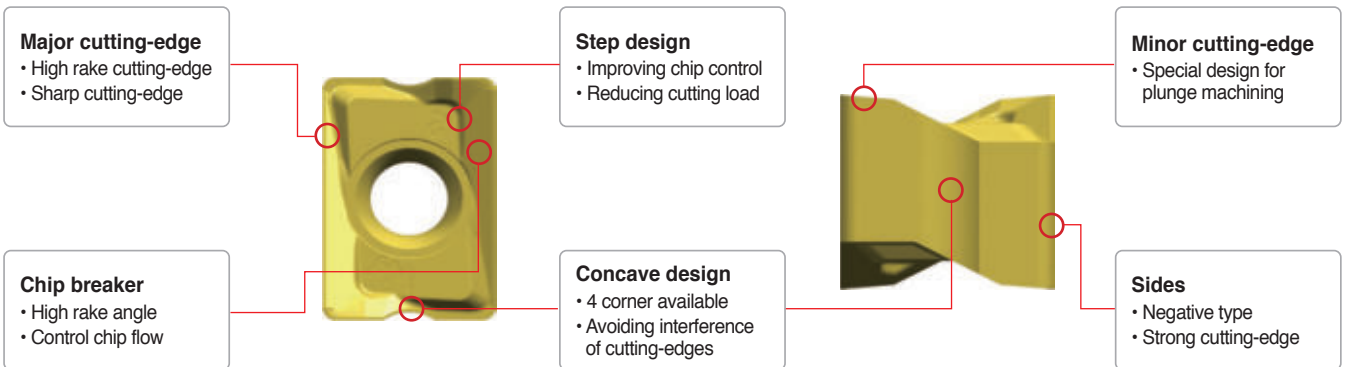 Major cutting-edge
• High rake cutting-edge
• Sharp cutting-edge
Step design
• Improving chip control
• Reducing cutting load
Minor cutting-edge
• Special design for
plunge machining
Chip breaker
• High rake angle
• Control chip flow
Concave design
• 4 corner available
• Avoiding interference
of cutting-edges
Sides
• Negative type
• Strong cutting-edge